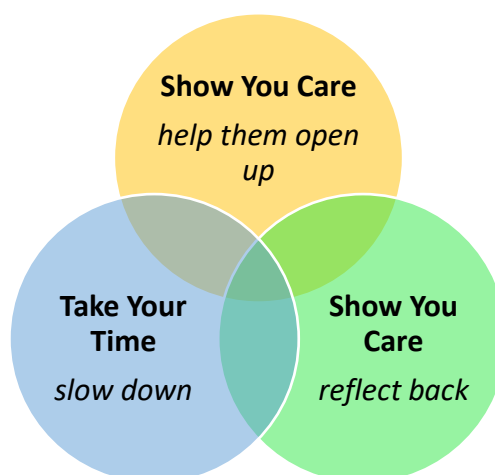 Show You Care
help them open
up
Take Your
Time
slow down
Show You
Care
reflect back